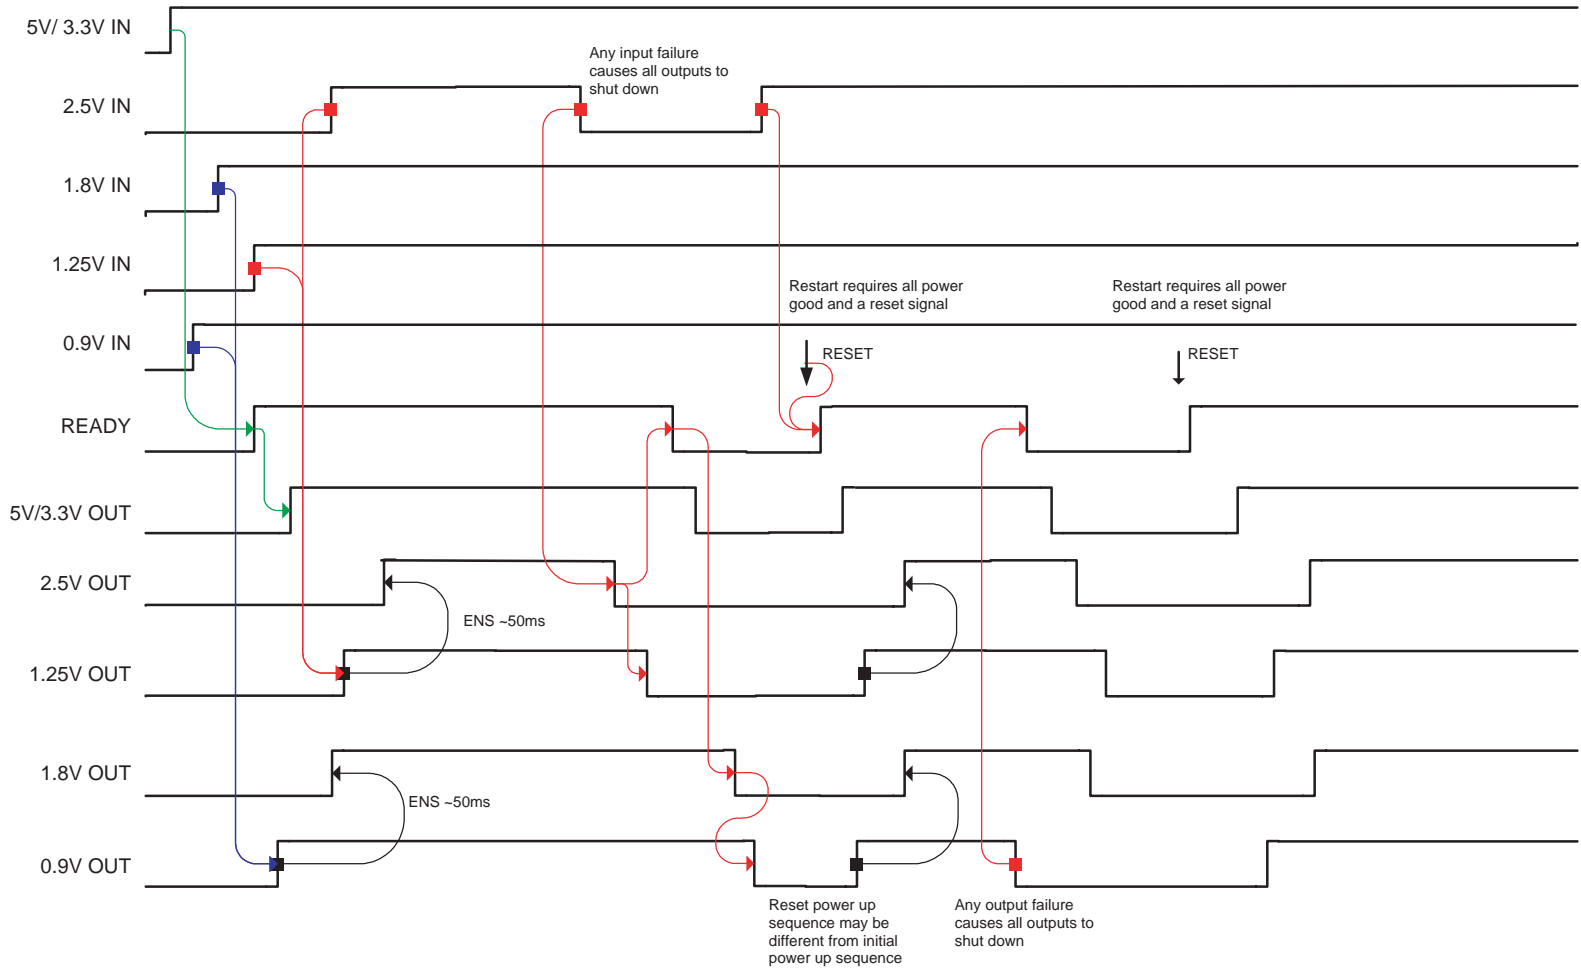 5V/ 3.3V IN
Any input failure
causes all outputs to
shut down
2.5V IN
1.8V IN
1.25V IN
Restart requires all power
good and a reset signal
Restart requires all power
good and a reset signal
0.9V IN
RESET
RESET
READY
5V/3.3V OUT
2.5V OUT
ENS ~50ms
1.25V OUT
1.8V OUT
ENS ~50ms
0.9V OUT
Reset power up
sequence may be
different from initial
power up sequence
Any output failure
causes all outputs to
shut down